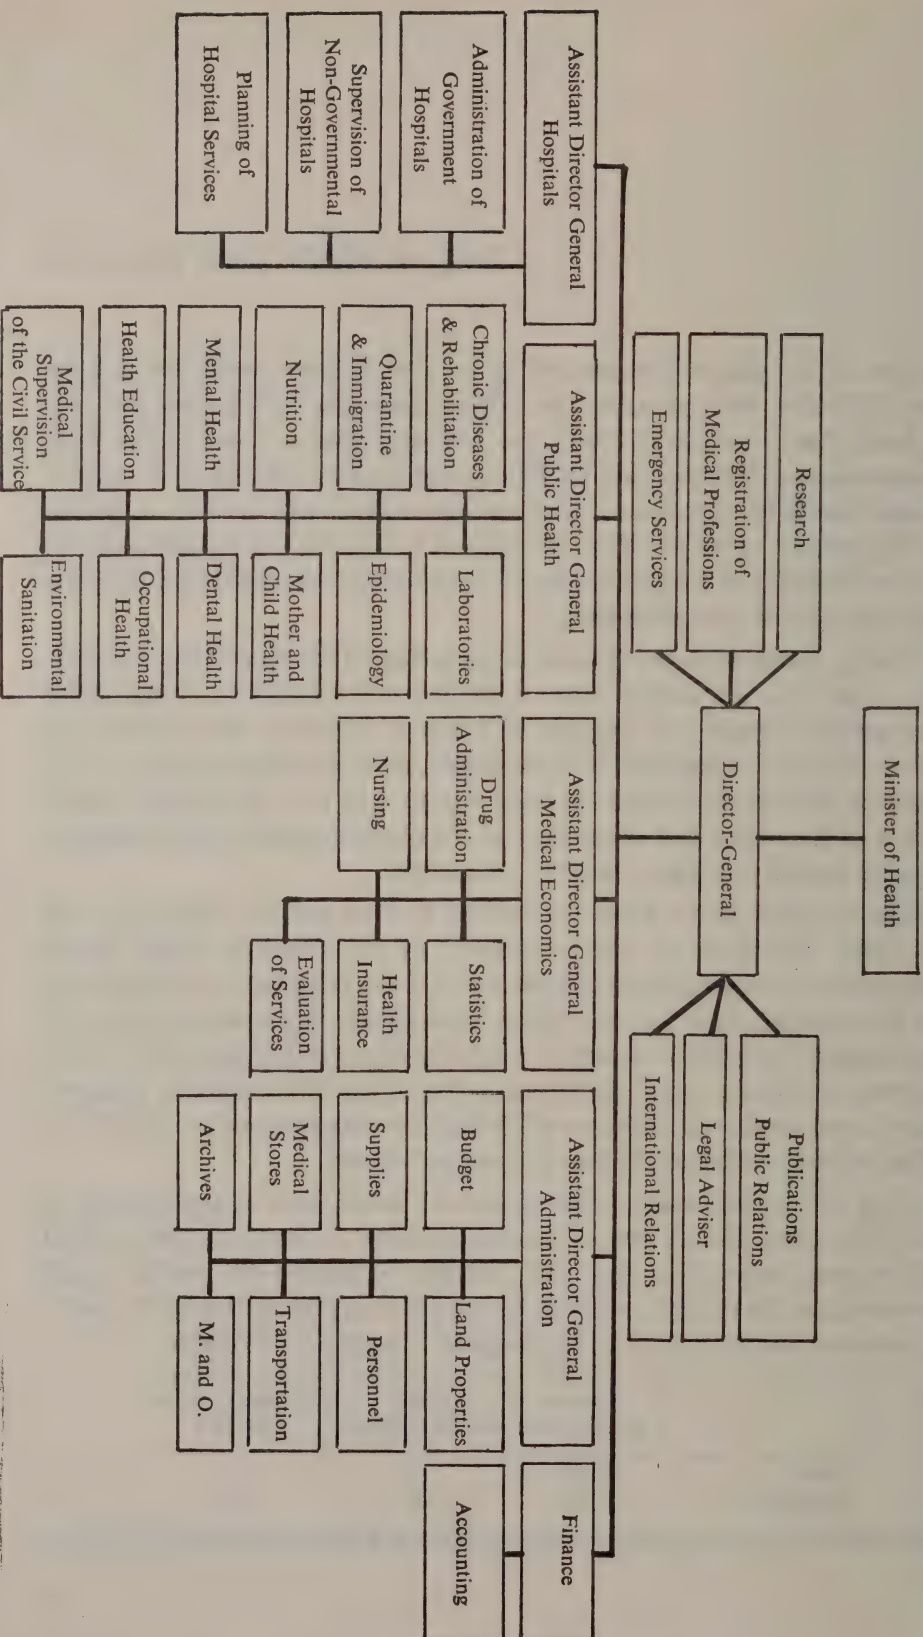 Minister of Health
Director-General
Research
Registration of
Medical Professions
Emergency Services
Publications
Public Relations
Legal Adviser
International Relations
Assistant Director General
Hospitals
Administration of
Government
Hospitals
Supervision of
Non-Governmental
Hospitals
Planning of
Hospital Services
Assistant Director General
Public Health
Chronic Diseases
& Rehabilitation
Laboratories
Quarantine
& Immigration
Epidemiology
Nutrition
Mother and
Child Health
Mental Health
Dental Health
Health Education
Occupational
Health
Medical
Supervision
of the Civil Service
Environmental
Sanitation
Assistant Director General
Medical Economics
Drug
Administration
Statistics
Nursing
Health
Insurance
Evaluation
of Services
Assistant Director General
Administration
Budget
Land Properties
Supplies
Personnel
Medical
Stores
Transportation
Archives
M. and O.
Finance
Accounting